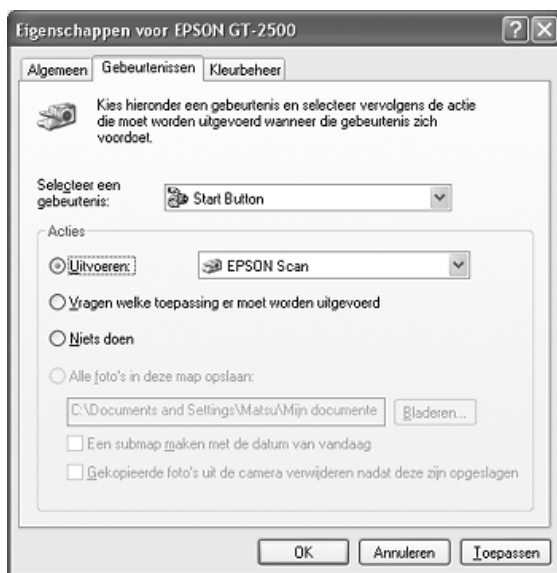 Eigenschappen voor EPSON GT-2500
Algemeen Gebeurtenissen Kleurbeheer
Kies hieronder een gebeurtenis en selecteer vervolgens de actie
die moet worden uitgevoerd wanneer die gebeurtenis zich
voordoet.
Selecteer een
gebeurtenis:
Start Button
Acties
Uitvoeren: EPSON Scan
Vragen welke toepassing er moet worden uitgevoerd
Niets doen
Alle foto's in deze map opslaan:
C:\Documents and Settings\Matsu\Mijn documente Bladeren...
Een submap maken met de datum van vandaag
Gekopieerde foto's uit de camera verwijderen nadat deze zijn opgeslagen
OK Annuleren Toepassen